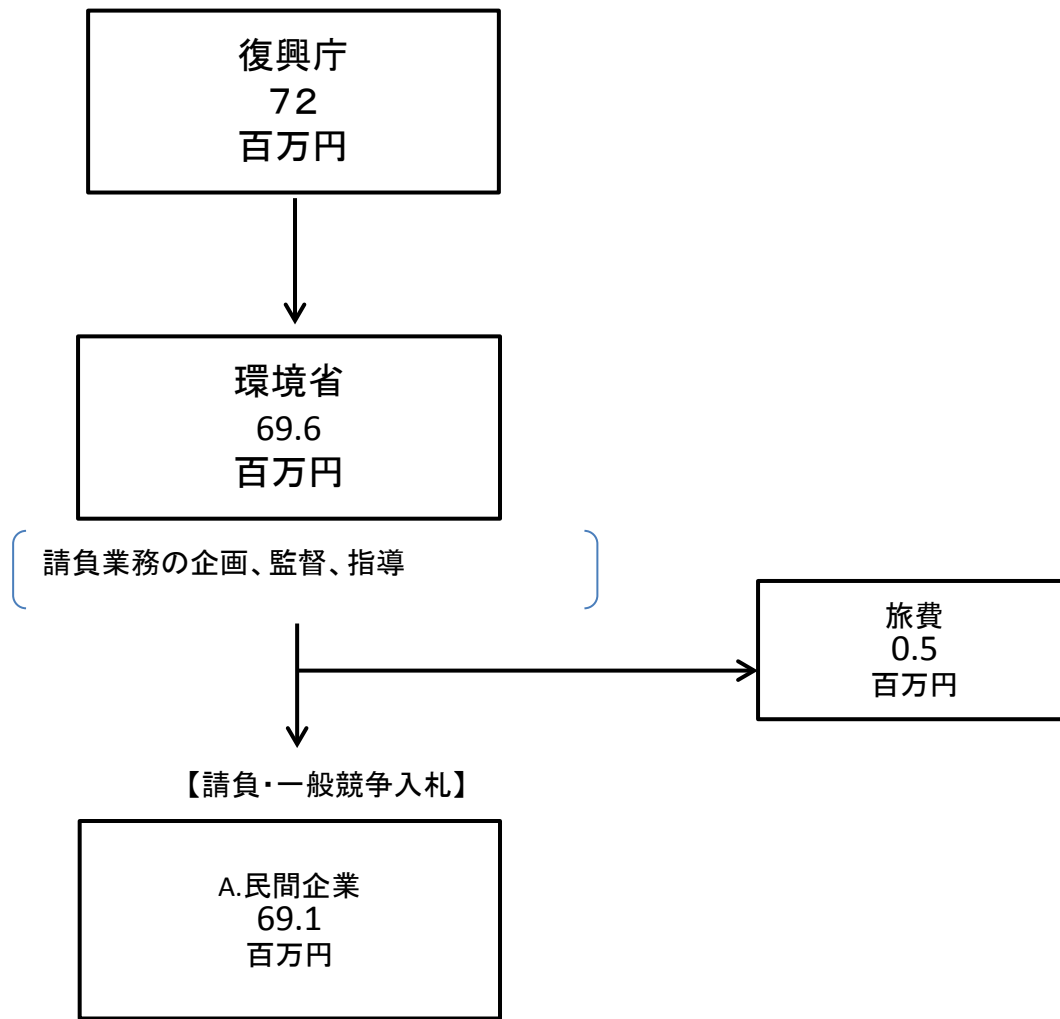 復興庁
72
百万円
環境省
69.6
百万円
請負業務の企画、監督、指導
旅費
0.5
百万円
【請負・一般競争入札】
A.民間企業
69.1
百万円